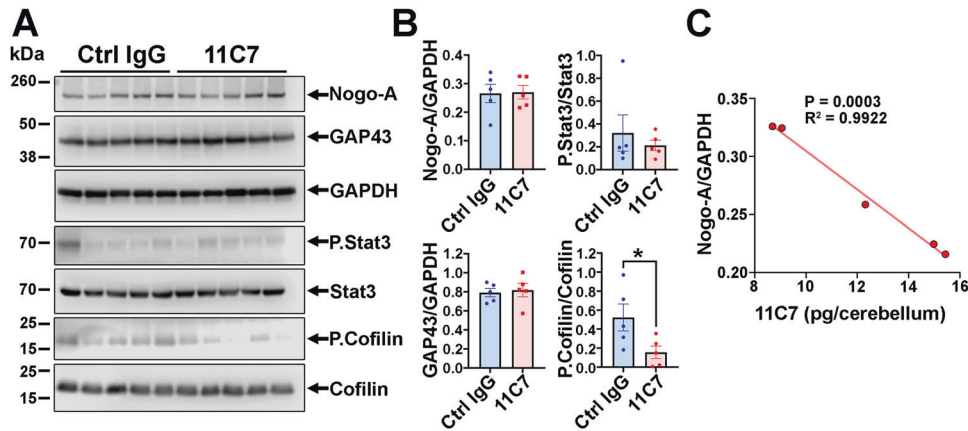 A
kDa
Ctrl IgG
11C7
260
125
50
38
70
70
25
15
25
15
Nogo-A
GAP43
GAPDH
P.Stat3
Stat3
P.Cofilin
Cofilin
B
Nogo-A/GAPDH
0.4
0.3
0.2
0.1
0.0
Ctrl IgG
11C7
P.Stat3/Stat3
1.0
0.8
0.6
0.4
0.2
0.0
Ctrl IgG
11C7
GAP43/GAPDH
1.2
1.0
0.8
0.6
0.4
0.2
0.0
Ctrl IgG
11C7
P.Cofilin/Cofilin
1.2
1.0
0.8
0.6
0.4
0.2
0.0
*
Ctrl IgG
11C7
C
P = 0.0003
R² = 0.9922
Nogo-A/GAPDH
0.35
0.30
0.25
0.20
8 10 12 14 16
11C7 (pg/cerebellum)